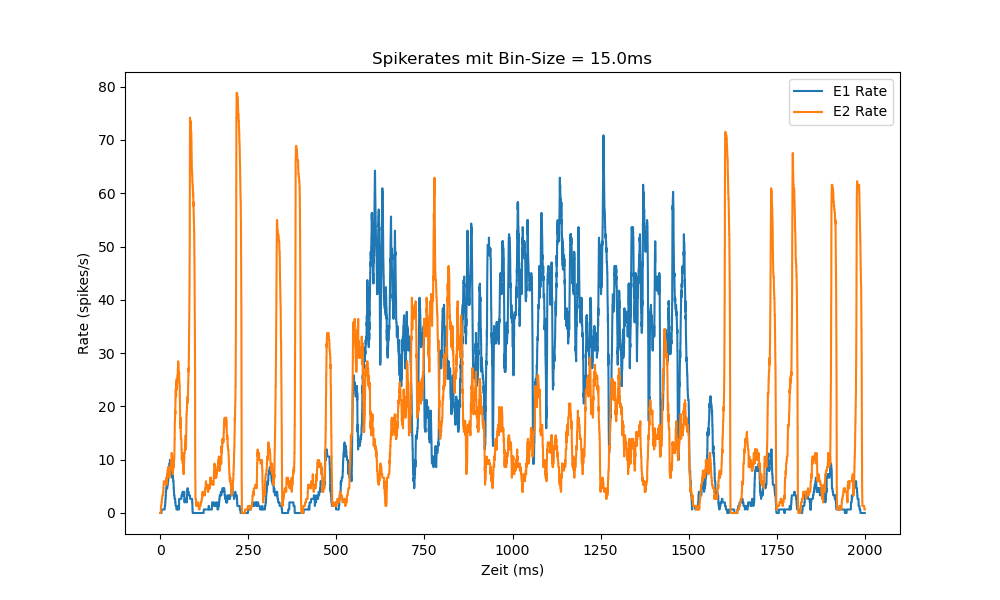 Spikerates mit Bin-Size = 15.0ms
E1 Rate
E2 Rate
80
70
60
50
40
30
20
10
0
Rate (spikes/s)
0 250 500 750 1000 1250 1500 1750 2000
Zeit (ms)